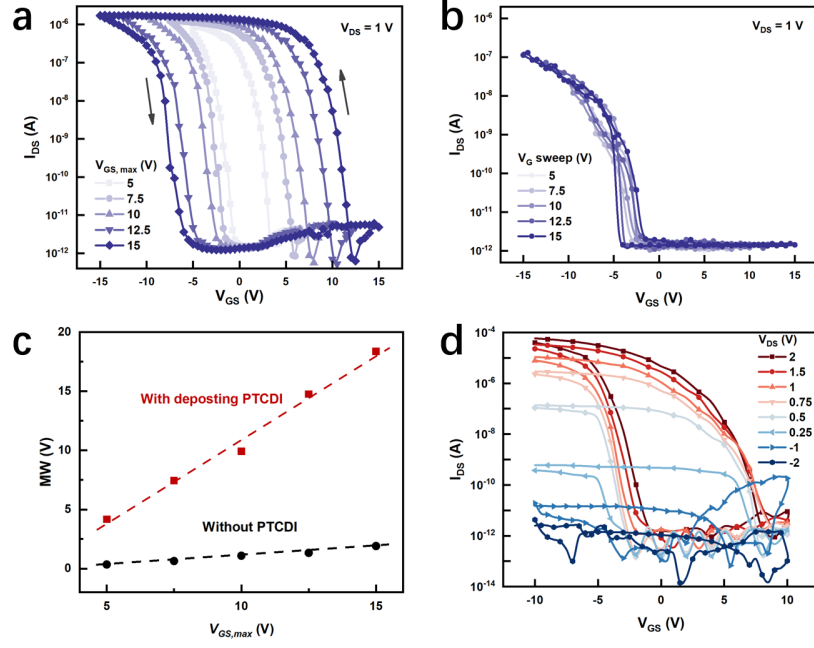 a
V_DS = 1 V
10^-6
10^-7
10^-8
10^-9
10^-10
10^-11
10^-12
I_DS (A)
V_GS,max (V)
5
7.5
10
12.5
15
-15 -10 -5 0 5 10 15
V_GS (V)
b
V_DS = 1 V
10^-6
10^-7
10^-8
10^-9
10^-10
10^-11
10^-12
I_DS (A)
V_G sweep (V)
5
7.5
10
12.5
15
-15 -10 -5 0 5 10 15
V_GS (V)
c
20
15
10
5
0
MW (V)
With deposting PTCDI
Without PTCDI
5 10 15
V_GS,max (V)
d
10^-4
10^-6
10^-8
10^-10
10^-12
10^-14
I_DS (A)
V_DS (V)
2
1.5
1
0.75
0.5
0.25
-1
-2
-10 -5 0 5 10
V_GS (V)